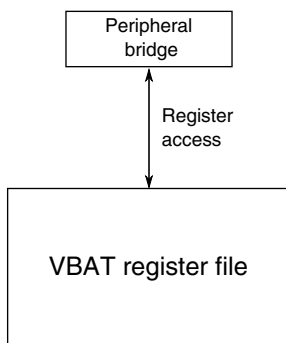 Peripheral
bridge
Register
access
VBAT register file